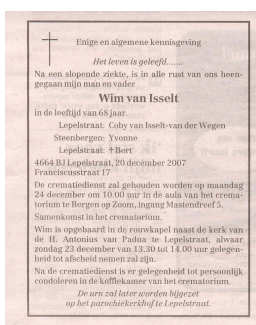 Enige en algemene kennisgeving
Het leven is geleefd.......
Na een slopende ziekte, is in alle rust van ons heen-
gegaan mijn man en vader
Wim van Isselt
in de leeftijd van 68 jaar.
Lepelstraat: Coby van Isselt-van der Wegen
Steenbergen: Yvonne
Lepelstraat: ✝Bert
4664 BJ Lepelstraat, 20 december 2007
Franciscusstraat 17
De crematiedienst zal gehouden worden op maandag
24 december om 10.00 uur in de aula van het crema-
torium te Bergen op Zoom, ingang Mastendreef 5.
Samenkomst in het crematorium.
Wim is opgebaard in de rouwkapel naast de kerk van
de H. Antonius van Padua te Lepelstraat, alwaar
zondag 23 december van 13.30 tot 14.00 uur gelegen-
heid tot afscheid nemen zal zijn.
Na de crematiedienst is er gelegenheid tot persoonlijk
condoleren in de koffiekamer van het crematorium.
De urn zal later worden bijgezet
op het parochiekerkhof te Lepelstraat.